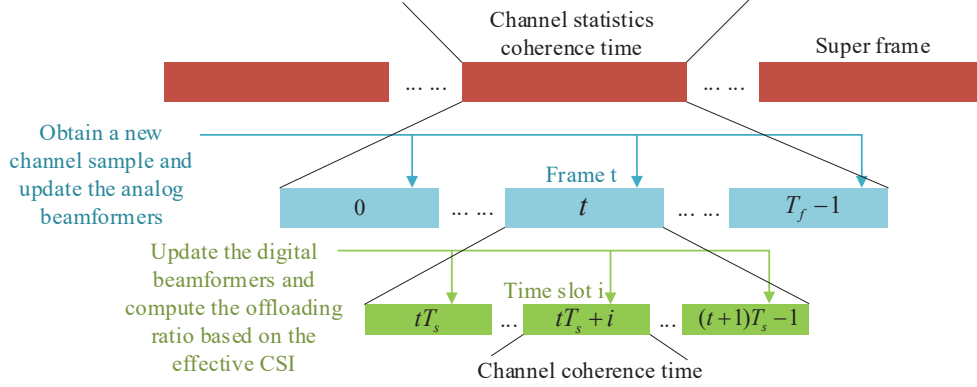 Channel statistics
coherence time
Super frame
... ...
... ...
Obtain a new
channel sample and
update the analog
beamformers
Frame t
0
... ...
t
... ...
T_f − 1
Update the digital
beamformers and
compute the offloading
ratio based on the
effective CSI
Time slot i
tT_s
...
tT_s + i
...
(t+1)T_s − 1
Channel coherence time